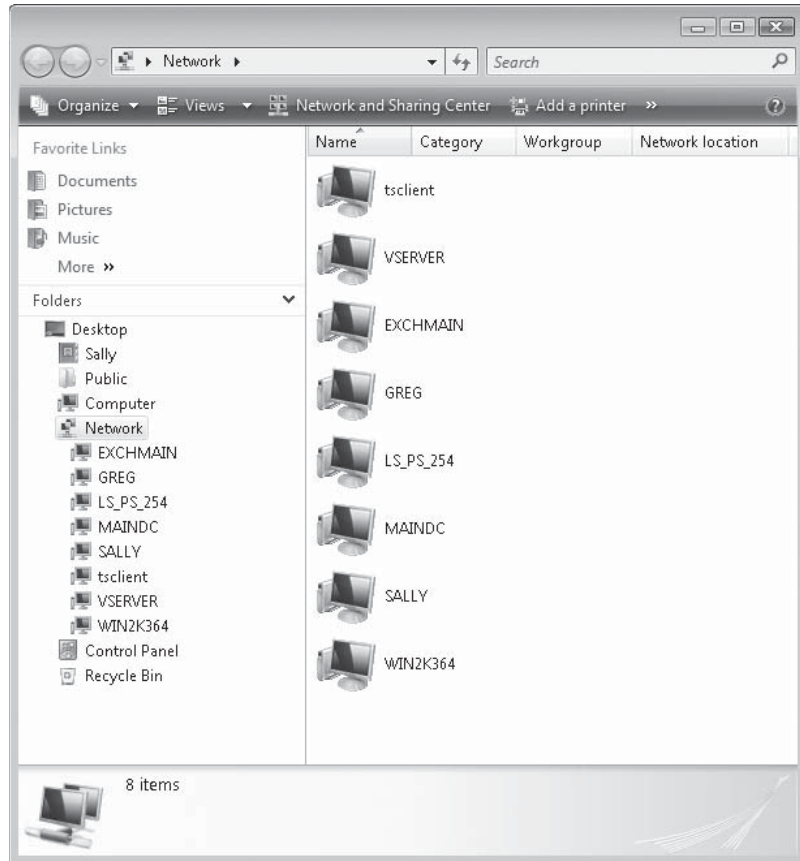 Network
Search
Organize Views Network and Sharing Center Add a printer »
Favorite Links
Documents
Pictures
Music
More »
Folders
Desktop
Sally
Public
Computer
Network
EXCHMAIN
GREG
LS_PS_254
MAINDC
SALLY
tsclient
VSERVER
WIN2K364
Control Panel
Recycle Bin
Name Category Workgroup Network location
tsclient
VSERVER
EXCHMAIN
GREG
LS_PS_254
MAINDC
SALLY
WIN2K364
8 items